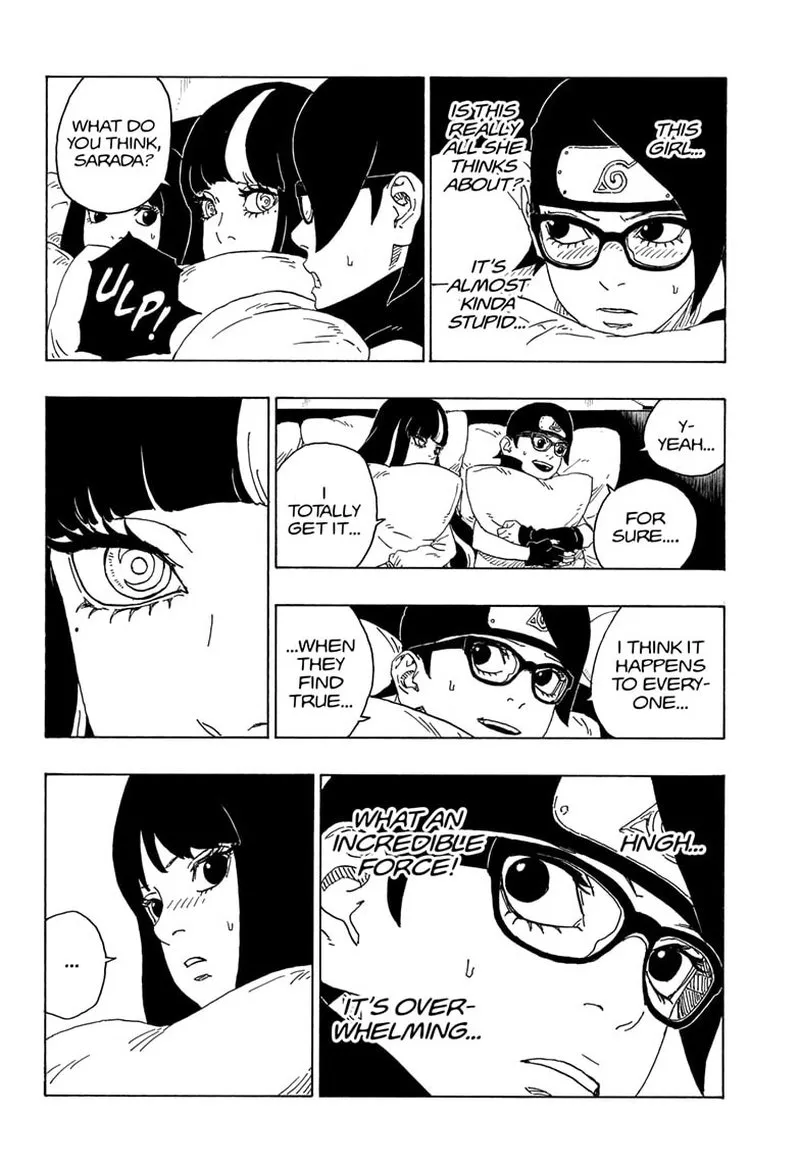 THIS
GIRL...
IS THIS
REALLY
ALL SHE
THINKS
ABOUT?
IT'S
ALMOST
KINDA
STUPID...
WHAT DO
YOU THINK,
SARADA?
ULP!
Y-
YEAH...
FOR
SURE....
I
TOTALLY
GET IT...
I THINK IT
HAPPENS
TO EVERY-
ONE...
...WHEN
THEY
FIND
TRUE...
HNGH...
WHAT AN
INCREDIBLE
FORCE!
IT'S OVER-
WHELMING...
...